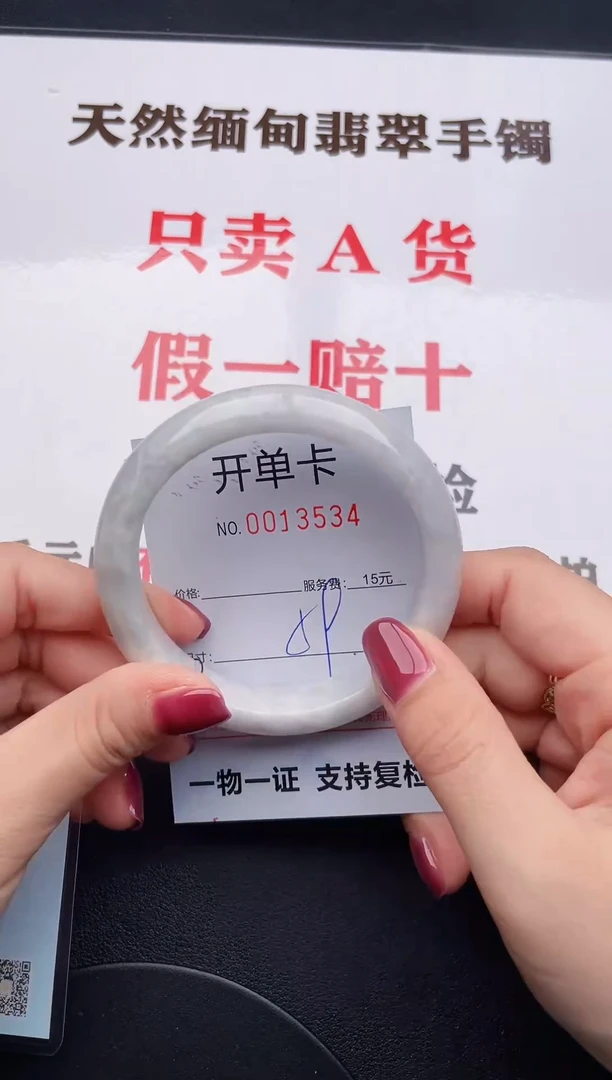 天然缅甸翡翠手镯
只卖A货
假一赔十
检
开单卡
NO.0013534
价格: 服务费: 15元
寸:
一物一证 支持复检